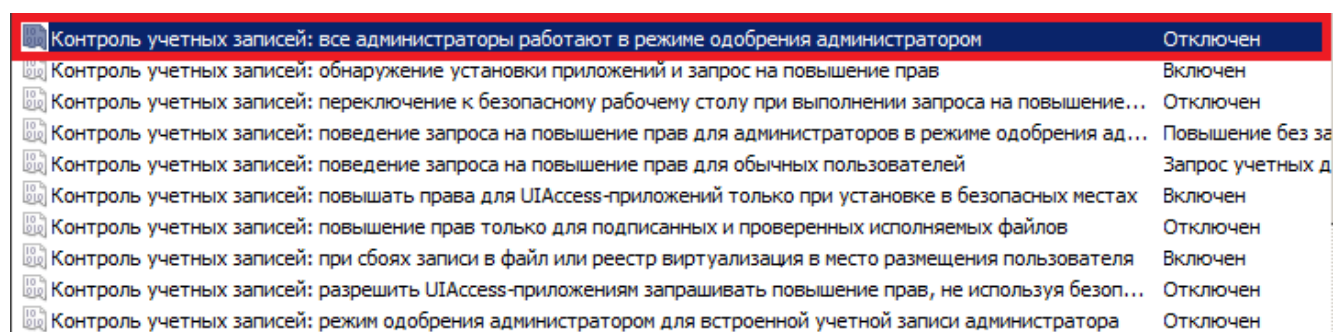 Контроль учетных записей: все администраторы работают в режиме одобрения администратором Отключен
Контроль учетных записей: обнаружение установки приложений и запрос на повышение прав Включен
Контроль учетных записей: переключение к безопасному рабочему столу при выполнении запроса на повышение... Отключен
Контроль учетных записей: поведение запроса на повышение прав для администраторов в режиме одобрения ад... Повышение без за
Контроль учетных записей: поведение запроса на повышение прав для обычных пользователей Запрос учетных д
Контроль учетных записей: повышать права для UIAccess-приложений только при установке в безопасных местах Включен
Контроль учетных записей: повышение прав только для подписанных и проверенных исполняемых файлов Отключен
Контроль учетных записей: при сбоях записи в файл или реестр виртуализация в место размещения пользователя Включен
Контроль учетных записей: разрешить UIAccess-приложениям запрашивать повышение прав, не используя безоп... Отключен
Контроль учетных записей: режим одобрения администратором для встроенной учетной записи администратора Отключен